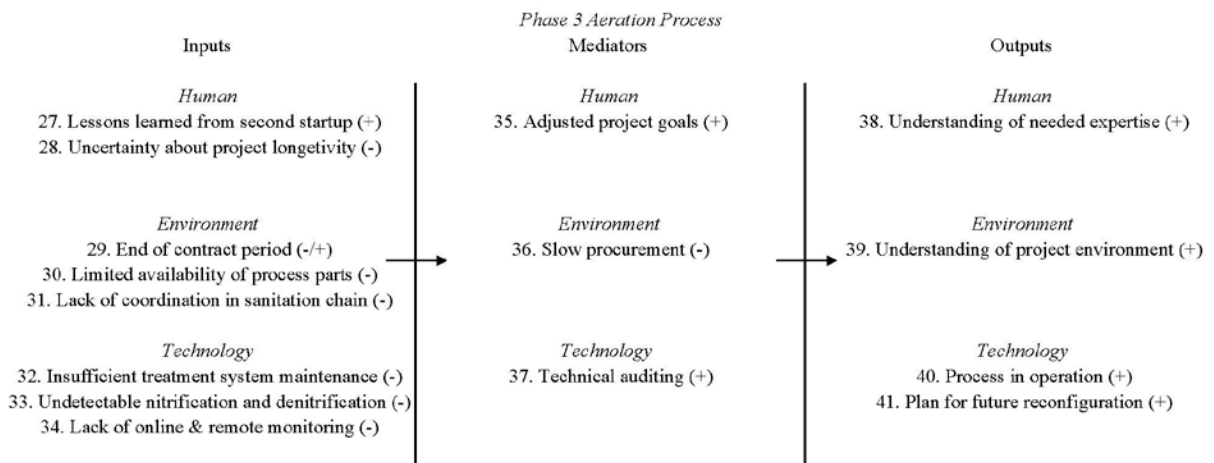 Phase 3 Aeration Process
Inputs
Mediators
Outputs
Human
27. Lessons learned from second startup (+)
28. Uncertainty about project longetivity (-)
Human
35. Adjusted project goals (+)
Human
38. Understanding of needed expertise (+)
Environment
29. End of contract period (-/+)
30. Limited availability of process parts (-)
31. Lack of coordination in sanitation chain (-)
Environment
36. Slow procurement (-)
Environment
39. Understanding of project environment (+)
Technology
32. Insufficient treatment system maintenance (-)
33. Undetectable nitrification and denitrification (-)
34. Lack of online & remote monitoring (-)
Technology
37. Technical auditing (+)
Technology
40. Process in operation (+)
41. Plan for future reconfiguration (+)